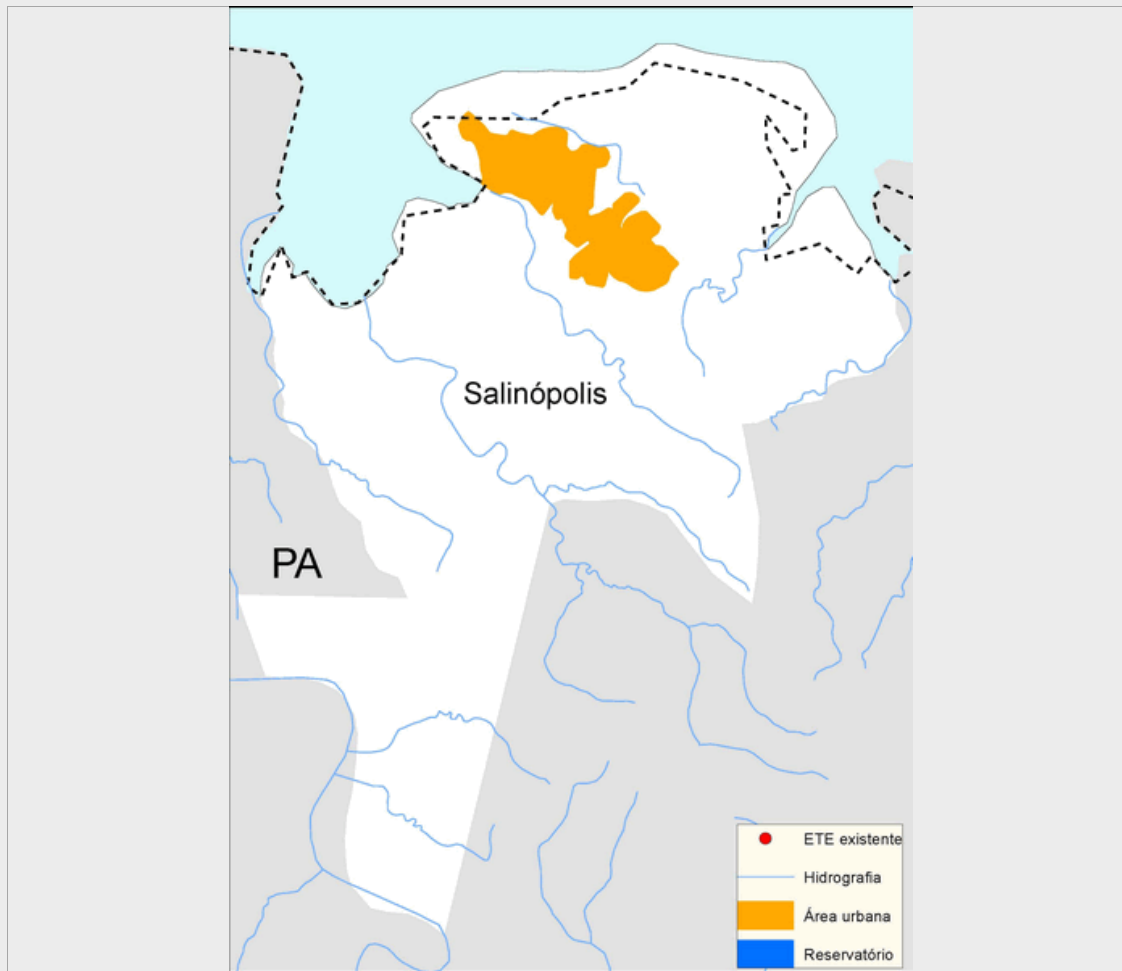 Salinópolis
PA
ETE existente
Hidrografia
Área urbana
Reservatório